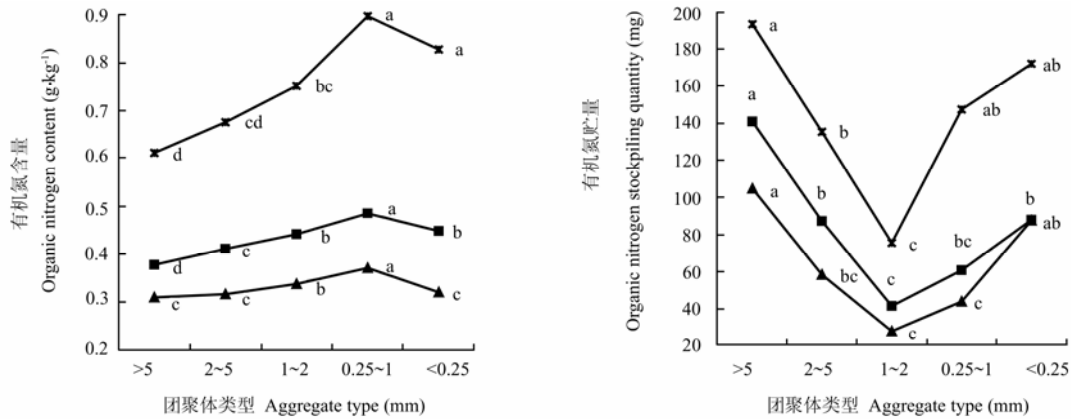 有机氮含量
Organic nitrogen content (g·kg-1)
0.9
0.8
0.7
0.6
0.5
0.4
0.3
0.2
a
a
bc
cd
d
a
b
b
c
d
a
b
c
c
c
>5
2~5
1~2
0.25~1
<0.25
团聚体类型 Aggregate type (mm)
有机氮贮量
Organic nitrogen stockpiling quantity (mg)
200
180
160
140
120
100
80
60
40
20
a
ab
ab
b
c
a
b
b
bc
c
a
ab
bc
c
c
>5
2~5
1~2
0.25~1
<0.25
团聚体类型 Aggregate type (mm)